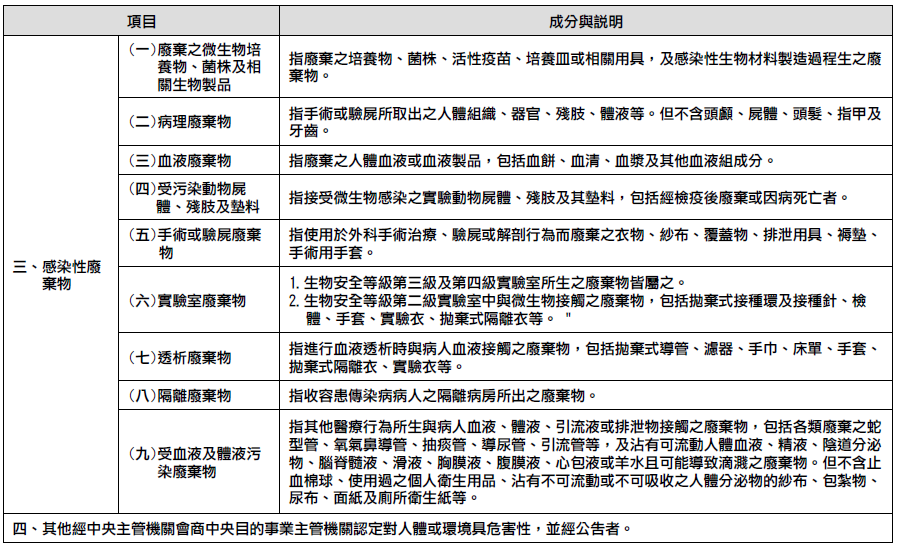 項目
成分與説明
三、感染性廢
棄物
(一)廢棄之微生物培
養物、菌株及相
關生物製品
指廢棄之培養物、菌株、活性疫苗、培養皿或相關用具，及感染性生物材料製造過程生之廢
棄物。
(二)病理廢棄物
指手術或驗屍所取出之人體組織、器官、殘肢、體液等。但不含頭顱、屍體、頭髮、指甲及
牙齒。
(三)血液廢棄物
指廢棄之人體血液或血液製品，包括血餅、血清、血漿及其他血液組成分。
(四)受污染動物屍
體、殘肢及墊料
指接受微生物感染之實驗動物屍體、殘肢及其墊料，包括經檢疫後廢棄或因病死亡者。
(五)手術或驗屍廢棄
物
指使用於外科手術治療、驗屍或解剖行為而廢棄之衣物、紗布、覆蓋物、排泄用具、褥墊、
手術用手套。
(六)實驗室廢棄物
1. 生物安全等級第三級及第四級實驗室所生之廢棄物皆屬之。
2. 生物安全等級第二級實驗室中與微生物接觸之廢棄物，包括拋棄式接種環及接種針、檢
體、手套、實驗衣、拋棄式隔離衣等。 "
(七)透析廢棄物
指進行血液透析時與病人血液接觸之廢棄物，包括拋棄式導管、濾器、手巾、床單、手套、
拋棄式隔離衣、實驗衣等。
(八)隔離廢棄物
指收容患傳染病病人之隔離病房所出之廢棄物。
(九)受血液及體液污
染廢棄物
指其他醫療行為所生與病人血液、體液、引流液或排泄物接觸之廢棄物，包括各類廢棄之蛇
型管、氧氣鼻導管、抽痰管、導尿管、引流管等，及沾有可流動人體血液、精液、陰道分泌
物、腦脊髓液、滑液、胸膜液、腹膜液、心包液或羊水且可能導致滴濺之廢棄物。但不含止
血棉球、使用過之個人衛生用品、沾有不可流動或不可吸收之人體分泌物的紗布、包紮物、
尿布、面紙及廁所衛生紙等。
四、其他經中央主管機關會商中央目的事業主管機關認定對人體或環境具危害性，並經公告者。